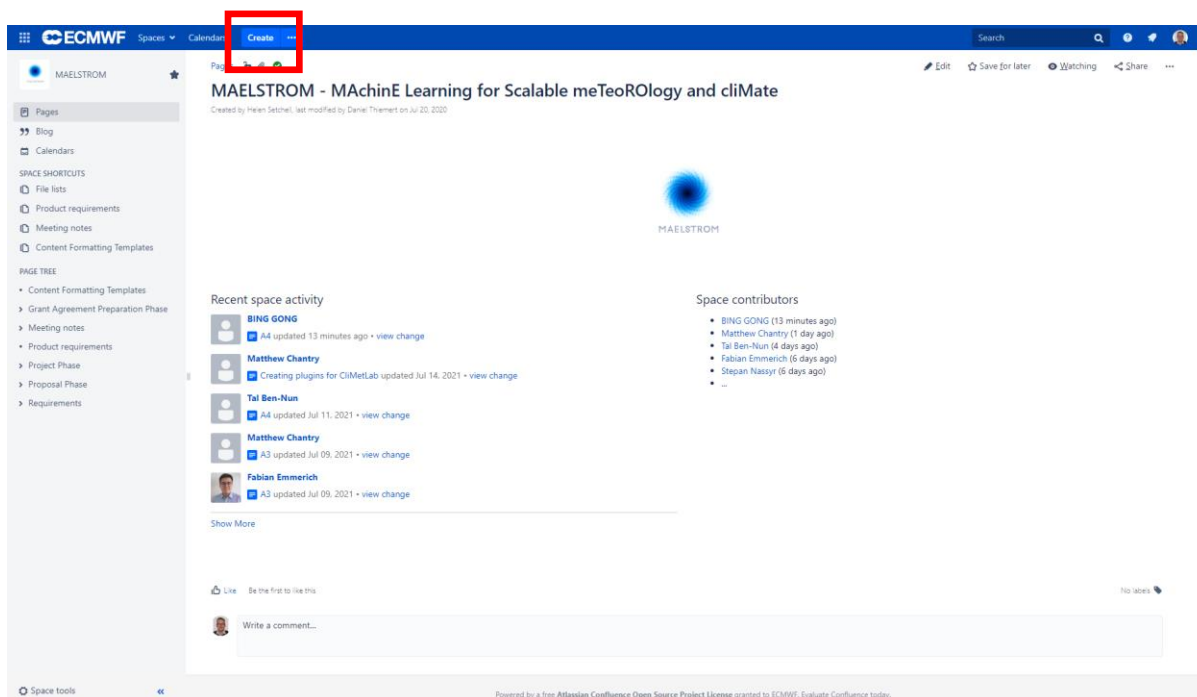 ECMWF Spaces Calendars Create ... Search
MAELSTROM
Pages
Blog
Calendars
SPACE SHORTCUTS
File lists
Product requirements
Meeting notes
Content Formatting Templates
PAGE TREE
Content Formatting Templates
Grant Agreement Preparation Phase
Meeting notes
Product requirements
Project Phase
Proposal Phase
Requirements
Space tools
Edit Save for later Watching Share ...
MAELSTROM - MAchinE Learning for Scalable meTeoROlogy and cliMate
Created by Helen Setchell, last modified by Daniel Thiemert on Jul 20, 2020
MAELSTROM
Recent space activity
BING GONG
A4 updated 13 minutes ago • view change
Matthew Chantry
Creating plugins for CliMetLab updated Jul 14, 2021 • view change
Tal Ben-Nun
A4 updated Jul 11, 2021 • view change
Matthew Chantry
A3 updated Jul 09, 2021 • view change
Fabian Emmerich
A3 updated Jul 09, 2021 • view change
Show More
Space contributors
• BING GONG (13 minutes ago)
• Matthew Chantry (1 day ago)
• Tal Ben-Nun (4 days ago)
• Fabian Emmerich (6 days ago)
• Stepan Nassyr (6 days ago)
• ...
Like Be the first to like this
No labels
Write a comment...
Powered by a free Atlassian Confluence Open Source Project License granted to ECMWF. Evaluate Confluence today.